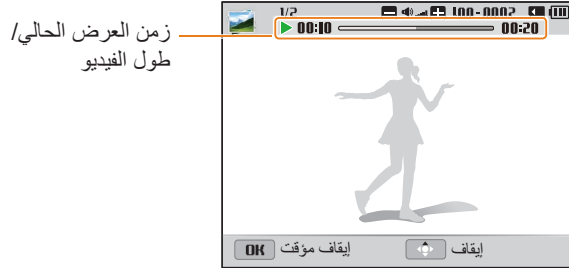 زمن العرض الحالي/
طول الفيديو
1/2 100-0002
00:10 00:20
إيقاف
إيقاف مؤقت OK